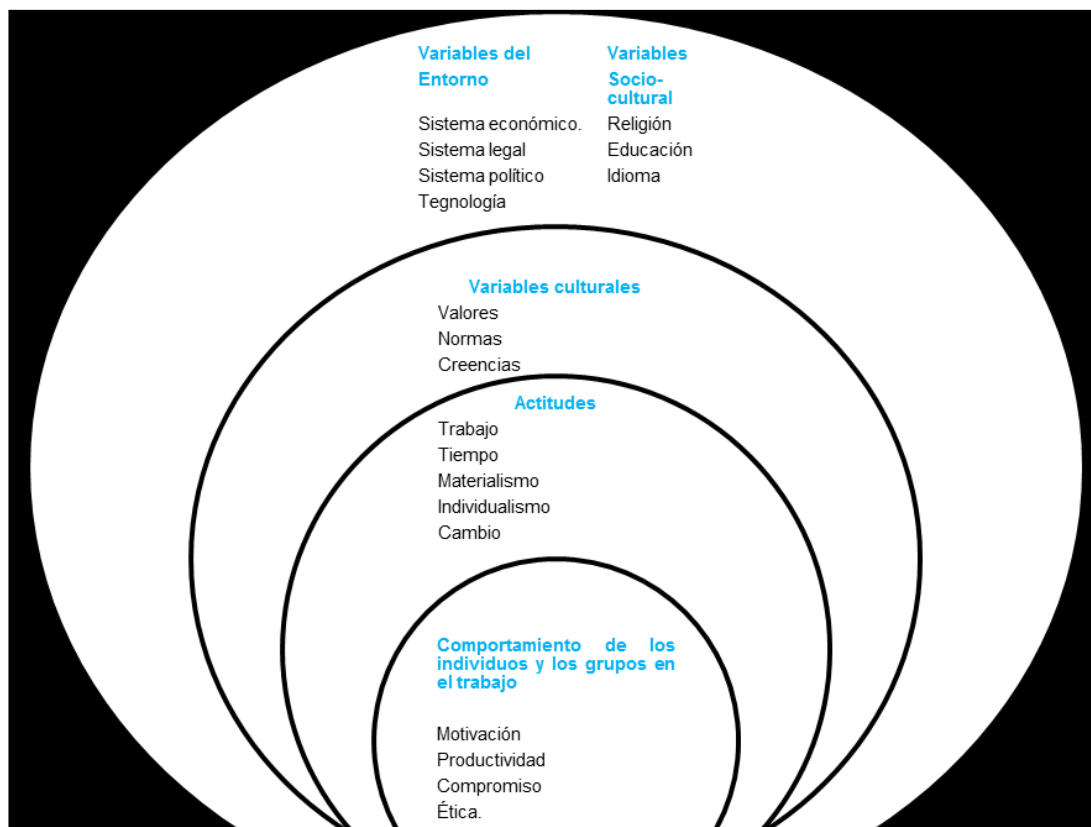 Variables del
Entorno
Sistema económico.
Sistema legal
Sistema político
Tegnología
Variables
Socio-
cultural
Religión
Educación
Idioma
Variables culturales
Valores
Normas
Creencias
Actitudes
Trabajo
Tiempo
Materialismo
Individualismo
Cambio
Comportamiento de los
individuos y los grupos en
el trabajo
Motivación
Productividad
Compromiso
Ética.